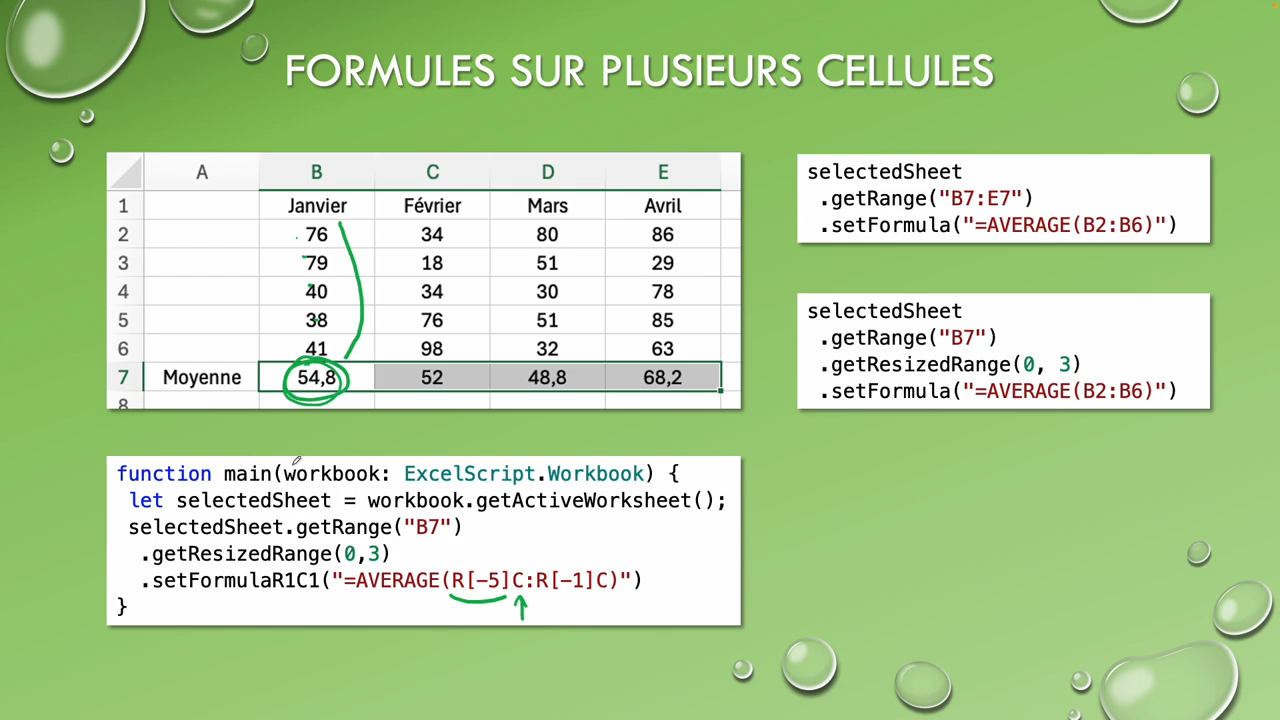 FORMULES SUR PLUSIEURS CELLULES
A B C D E
1 Janvier Février Mars Avril
2 76 34 80 86
3 79 18 51 29
4 40 34 30 78
5 38 76 51 85
6 41 98 32 63
7 Moyenne 54,8 52 48,8 68,2
8
selectedSheet
.getRange("B7:E7")
.setFormula("=AVERAGE(B2:B6)")
selectedSheet
.getRange("B7")
.getResizedRange(0, 3)
.setFormula("=AVERAGE(B2:B6)")
function main(workbook: ExcelScript.Workbook) {
let selectedSheet = workbook.getActiveWorksheet();
selectedSheet.getRange("B7")
.getResizedRange(0,3)
.setFormulaR1C1("=AVERAGE(R[-5]C:R[-1]C)")
}